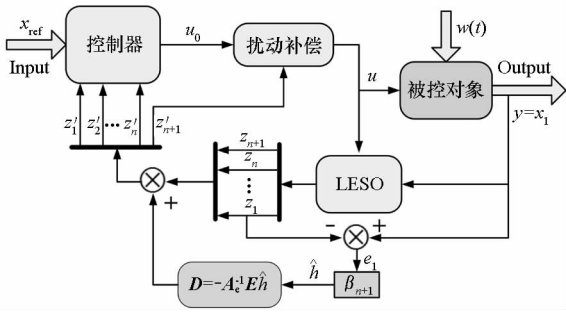 x_ref
Input
控制器
u_0
扰动补偿
u
w(t)
被控对象
Output
y=x_1
z'_1 z'_2 ··· z'_n z'_{n+1}
z_{n+1}
z_n
⋮
z_1
LESO
+
−
+
e_1
D=-A_e^{-1}Eĥ
ĥ
β_{n+1}